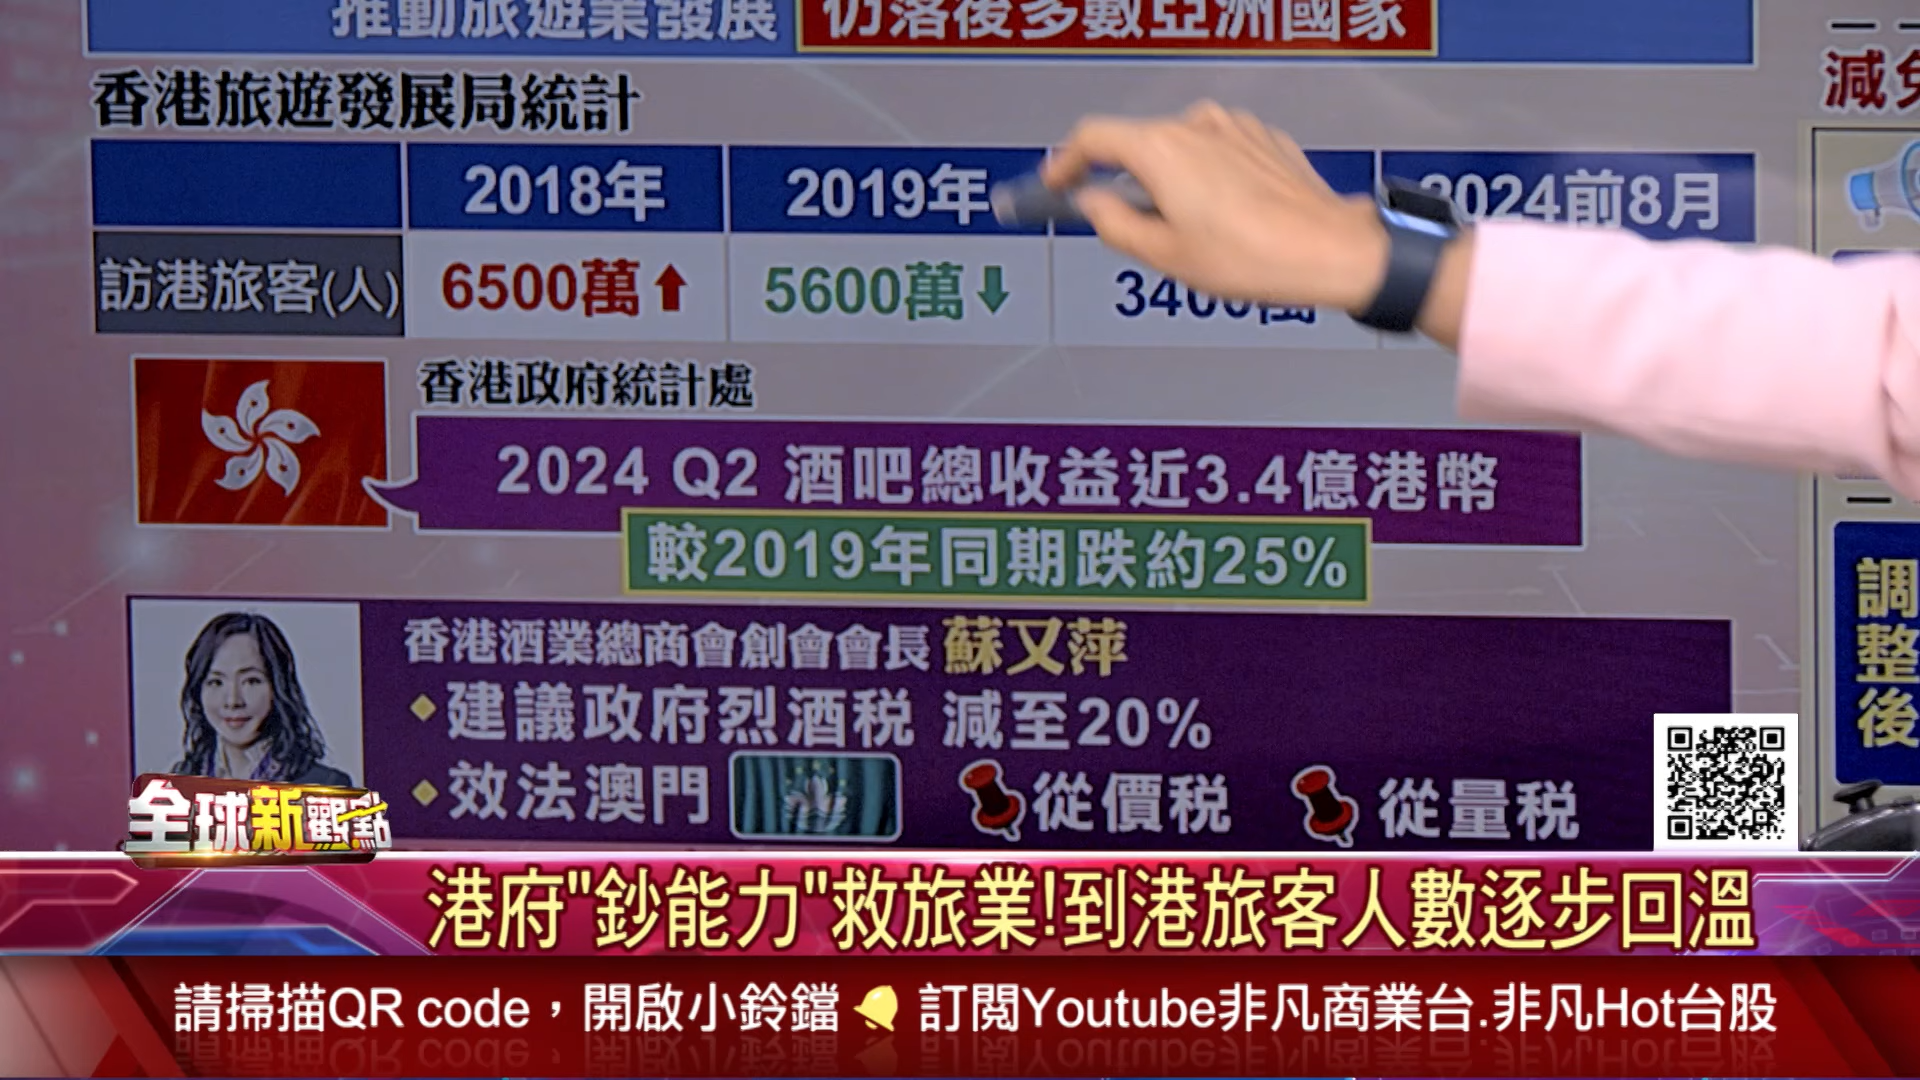 推動旅遊業發展 仍落後多數亞洲國家
香港旅遊發展局統計
2018年 2019年 2024前8月
訪港旅客(人) 6500萬 5600萬 3400萬
香港政府統計處
2024 Q2 酒吧總收益近3.4億港幣
較2019年同期跌約25%
香港酒業總商會創會會長 蘇又萍
建議政府烈酒稅 減至20%
效法澳門 從價稅 從量稅
減免
調整後
全球新觀點
港府"鈔能力"救旅業!到港旅客人數逐步回溫
請掃描QR code，開啟小鈴鐺 訂閱Youtube非凡商業台.非凡Hot台股